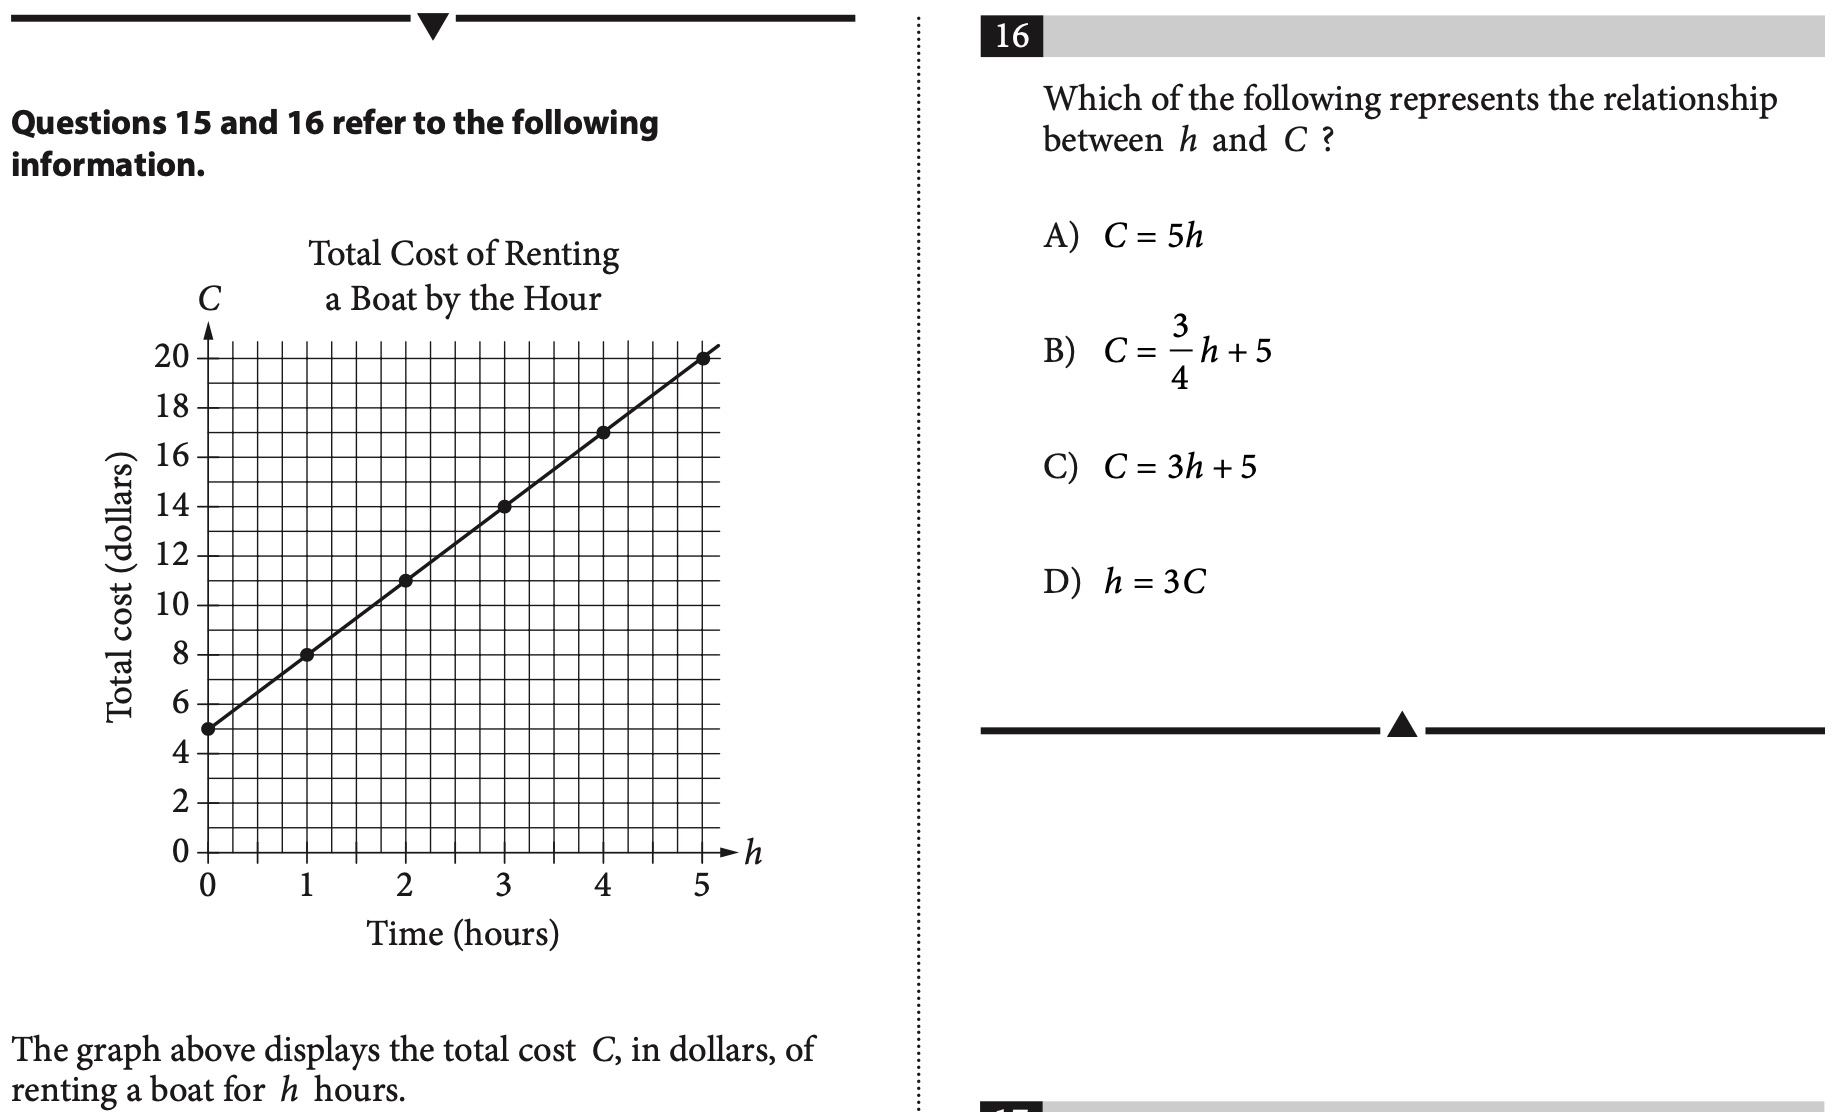 Questions 15 and 16 refer to the following
information.
Total Cost of Renting
a Boat by the Hour
C
20
18
16
14
12
10
8
6
4
2
0
Total cost (dollars)
0 1 2 3 4 5
h
Time (hours)
The graph above displays the total cost C, in dollars, of
renting a boat for h hours.
16
Which of the following represents the relationship
between h and C ?
A) C = 5h
B) C = 3/4 h + 5
C) C = 3h + 5
D) h = 3C